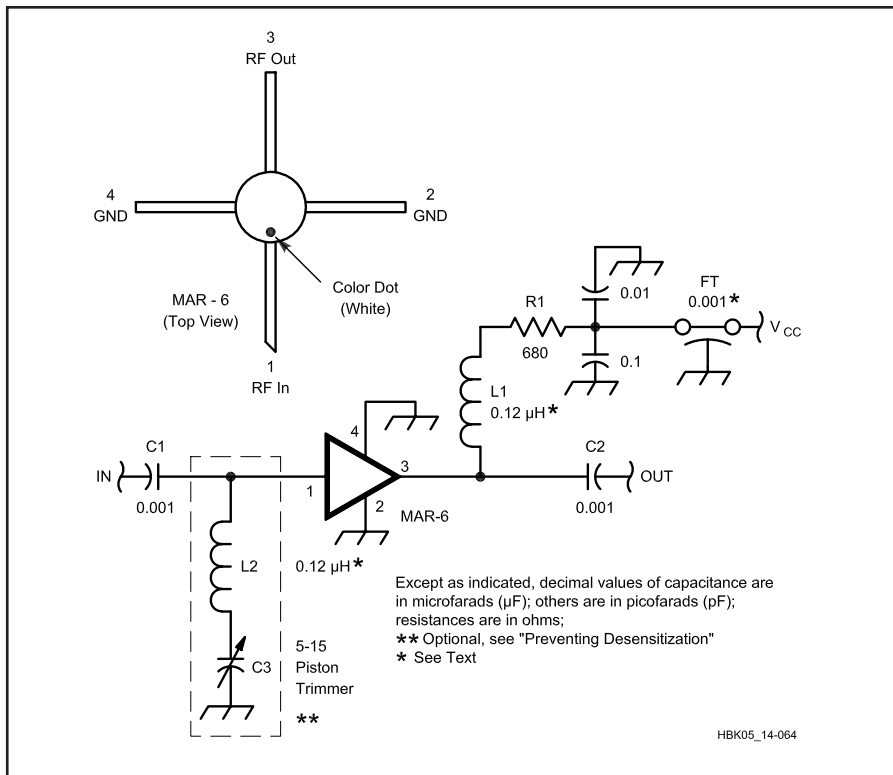 3
RF Out
4
GND
2
GND
Color Dot
(White)
MAR - 6
(Top View)
1
RF In
FT
0.001 *
0.01
R1
680
V CC
0.1
L1
0.12 µH *
C1
IN
0.001
4
1
3
2
MAR-6
C2
OUT
0.001
L2
0.12 µH *
C3
5-15
Piston
Trimmer
**
Except as indicated, decimal values of capacitance are
in microfarads (µF); others are in picofarads (pF);
resistances are in ohms;
** Optional, see "Preventing Desensitization"
* See Text
HBK05_14-064